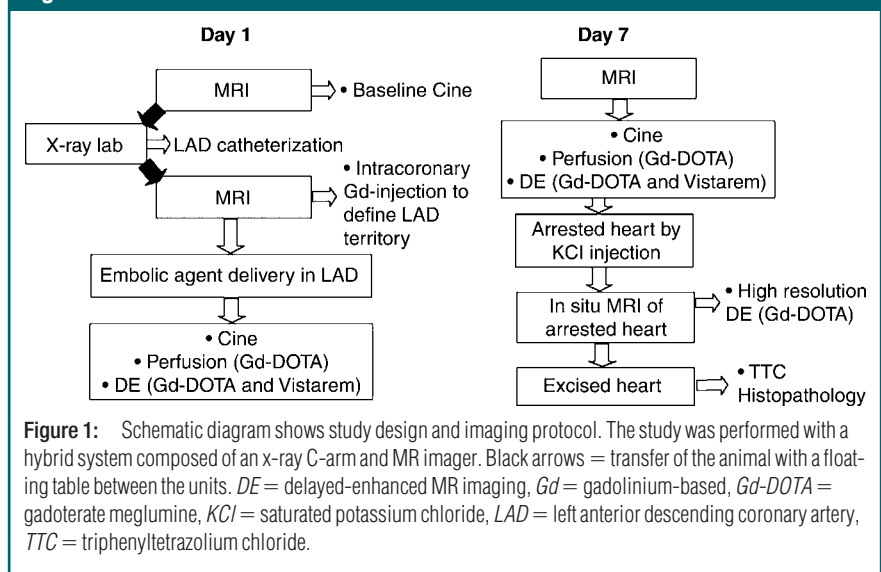 Day 1
MRI
• Baseline Cine
X-ray lab
LAD catheterization
MRI
• Intracoronary
Gd-injection to
define LAD
territory
Embolic agent delivery in LAD
• Cine
• Perfusion (Gd-DOTA)
• DE (Gd-DOTA and Vistarem)
Day 7
MRI
• Cine
• Perfusion (Gd-DOTA)
• DE (Gd-DOTA and Vistarem)
Arrested heart by
KCl injection
In situ MRI of
arrested heart
• High resolution
DE (Gd-DOTA)
Excised heart
• TTC
Histopathology
Figure 1: Schematic diagram shows study design and imaging protocol. The study was performed with a
hybrid system composed of an x-ray C-arm and MR imager. Black arrows = transfer of the animal with a float-
ing table between the units. DE = delayed-enhanced MR imaging, Gd = gadolinium-based, Gd-DOTA =
gadoterate meglumine, KCl = saturated potassium chloride, LAD = left anterior descending coronary artery,
TTC = triphenyltetrazolium chloride.